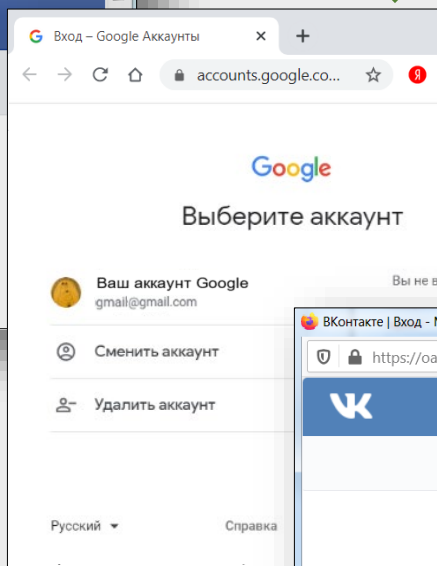 Вход – Google Аккаунты
accounts.google.co...
Я
Google
Выберите аккаунт
Ваш аккаунт Google
gmail@gmail.com
Вы не в
Сменить аккаунт
Удалить аккаунт
Русский
Справка
ВКонтакте | Вход -
https://oa